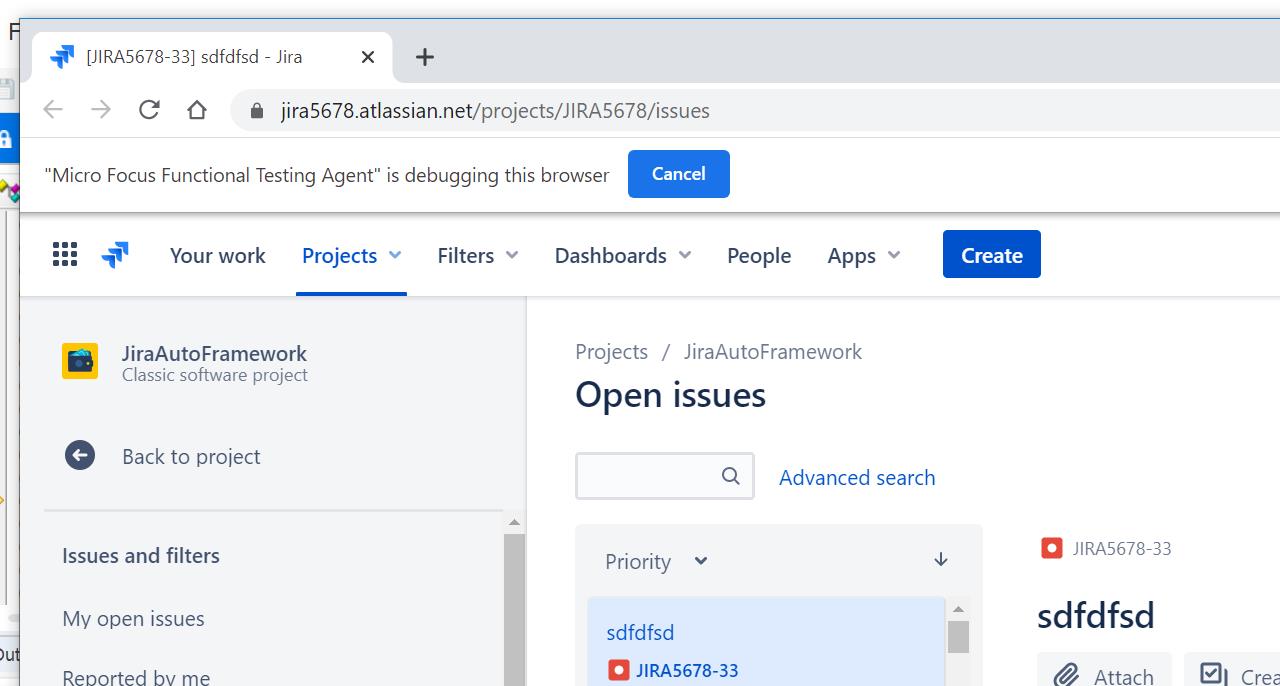 F
[JIRA5678-33] sdfdfsd - Jira
jira5678.atlassian.net/projects/JIRA5678/issues
"Micro Focus Functional Testing Agent" is debugging this browser Cancel
Your work Projects Filters Dashboards People Apps Create
JiraAutoFramework
Classic software project
Back to project
Issues and filters
My open issues
Reported by me
Projects / JiraAutoFramework
Open issues
Advanced search
Priority
sdfdfsd
JIRA5678-33
JIRA5678-33
sdfdfsd
Attach